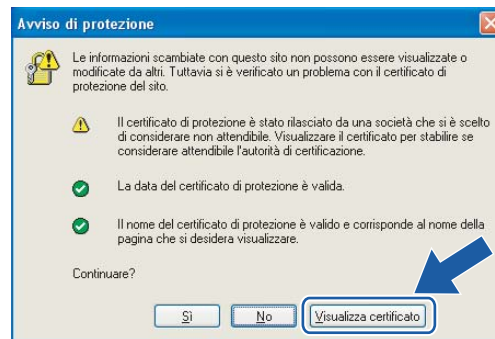 Avviso di protezione
Le informazioni scambiate con questo sito non possono essere visualizzate o
modificate da altri. Tuttavia si è verificato un problema con il certificato di
protezione del sito.
Il certificato di protezione è stato rilasciato da una società che si è scelto
di considerare non attendibile. Visualizzare il certificato per stabilire se
considerare attendibile l'autorità di certificazione.
La data del certificato di protezione è valida.
Il nome del certificato di protezione è valido e corrisponde al nome della
pagina che si desidera visualizzare.
Continuare?
Sì No Visualizza certificato